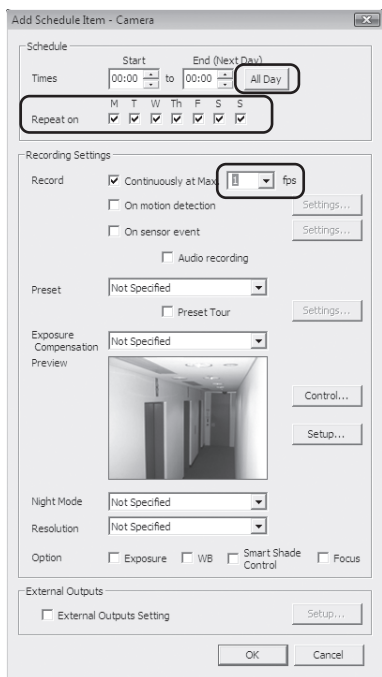 Add Schedule Item - Camera
Schedule
Start End (Next Day)
Times 00:00 to 00:00 All Day
M T W Th F S S
Repeat on
Recording Settings
Record Continuously at Max. 1 fps
On motion detection Settings...
On sensor event Settings...
Audio recording
Preset Not Specified
Preset Tour Settings...
Exposure
Compensation Not Specified
Preview
Control...
Setup...
Night Mode Not Specified
Resolution Not Specified
Option Exposure WB Smart Shade
Control Focus
External Outputs
External Outputs Setting Setup...
OK Cancel